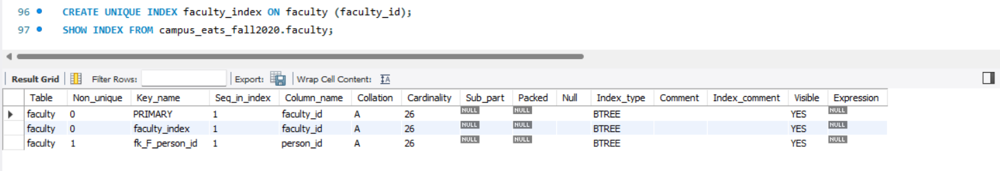 96 CREATE UNIQUE INDEX faculty_index ON faculty (faculty_id);
97 SHOW INDEX FROM campus_eats_fall2020.faculty;
Result Grid Filter Rows: Export: Wrap Cell Content: IA
Table Non_unique Key_name Seq_in_index Column_name Collation Cardinality Sub_part Packed Null Index_type Comment Index_comment Visible Expression
faculty 0 PRIMARY 1 faculty_id A 26 NULL NULL BTREE YES NULL
faculty 0 faculty_index 1 faculty_id A 26 NULL NULL BTREE YES NULL
faculty 1 fk_F_person_id 1 person_id A 26 NULL NULL BTREE YES NULL